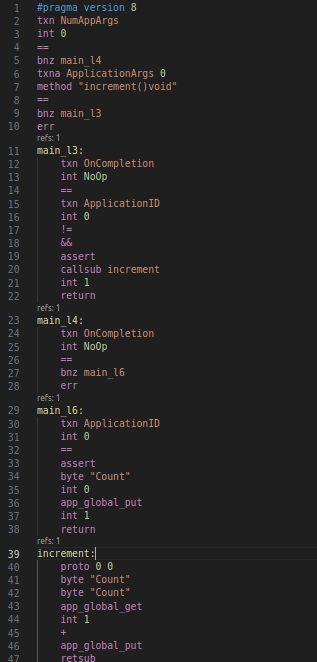 1 #pragma version 8
2 txn NumAppArgs
3 int 0
4 ==
5 bnz main_l4
6 txna ApplicationArgs 0
7 method "increment()void"
8 ==
9 bnz main_l3
10 err
refs: 1
11 main_l3:
12 txn OnCompletion
13 int NoOp
14 ==
15 txn ApplicationID
16 int 0
17 !=
18 &&
19 assert
20 callsub increment
21 int 1
22 return
refs: 1
23 main_l4:
24 txn OnCompletion
25 int NoOp
26 ==
27 bnz main_l6
28 err
refs: 1
29 main_l6:
30 txn ApplicationID
31 int 0
32 ==
33 assert
34 byte "Count"
35 int 0
36 app_global_put
37 int 1
38 return
refs: 1
39 increment:
40 proto 0 0
41 byte "Count"
42 byte "Count"
43 app_global_get
44 int 1
45 +
46 app_global_put
47 retsub